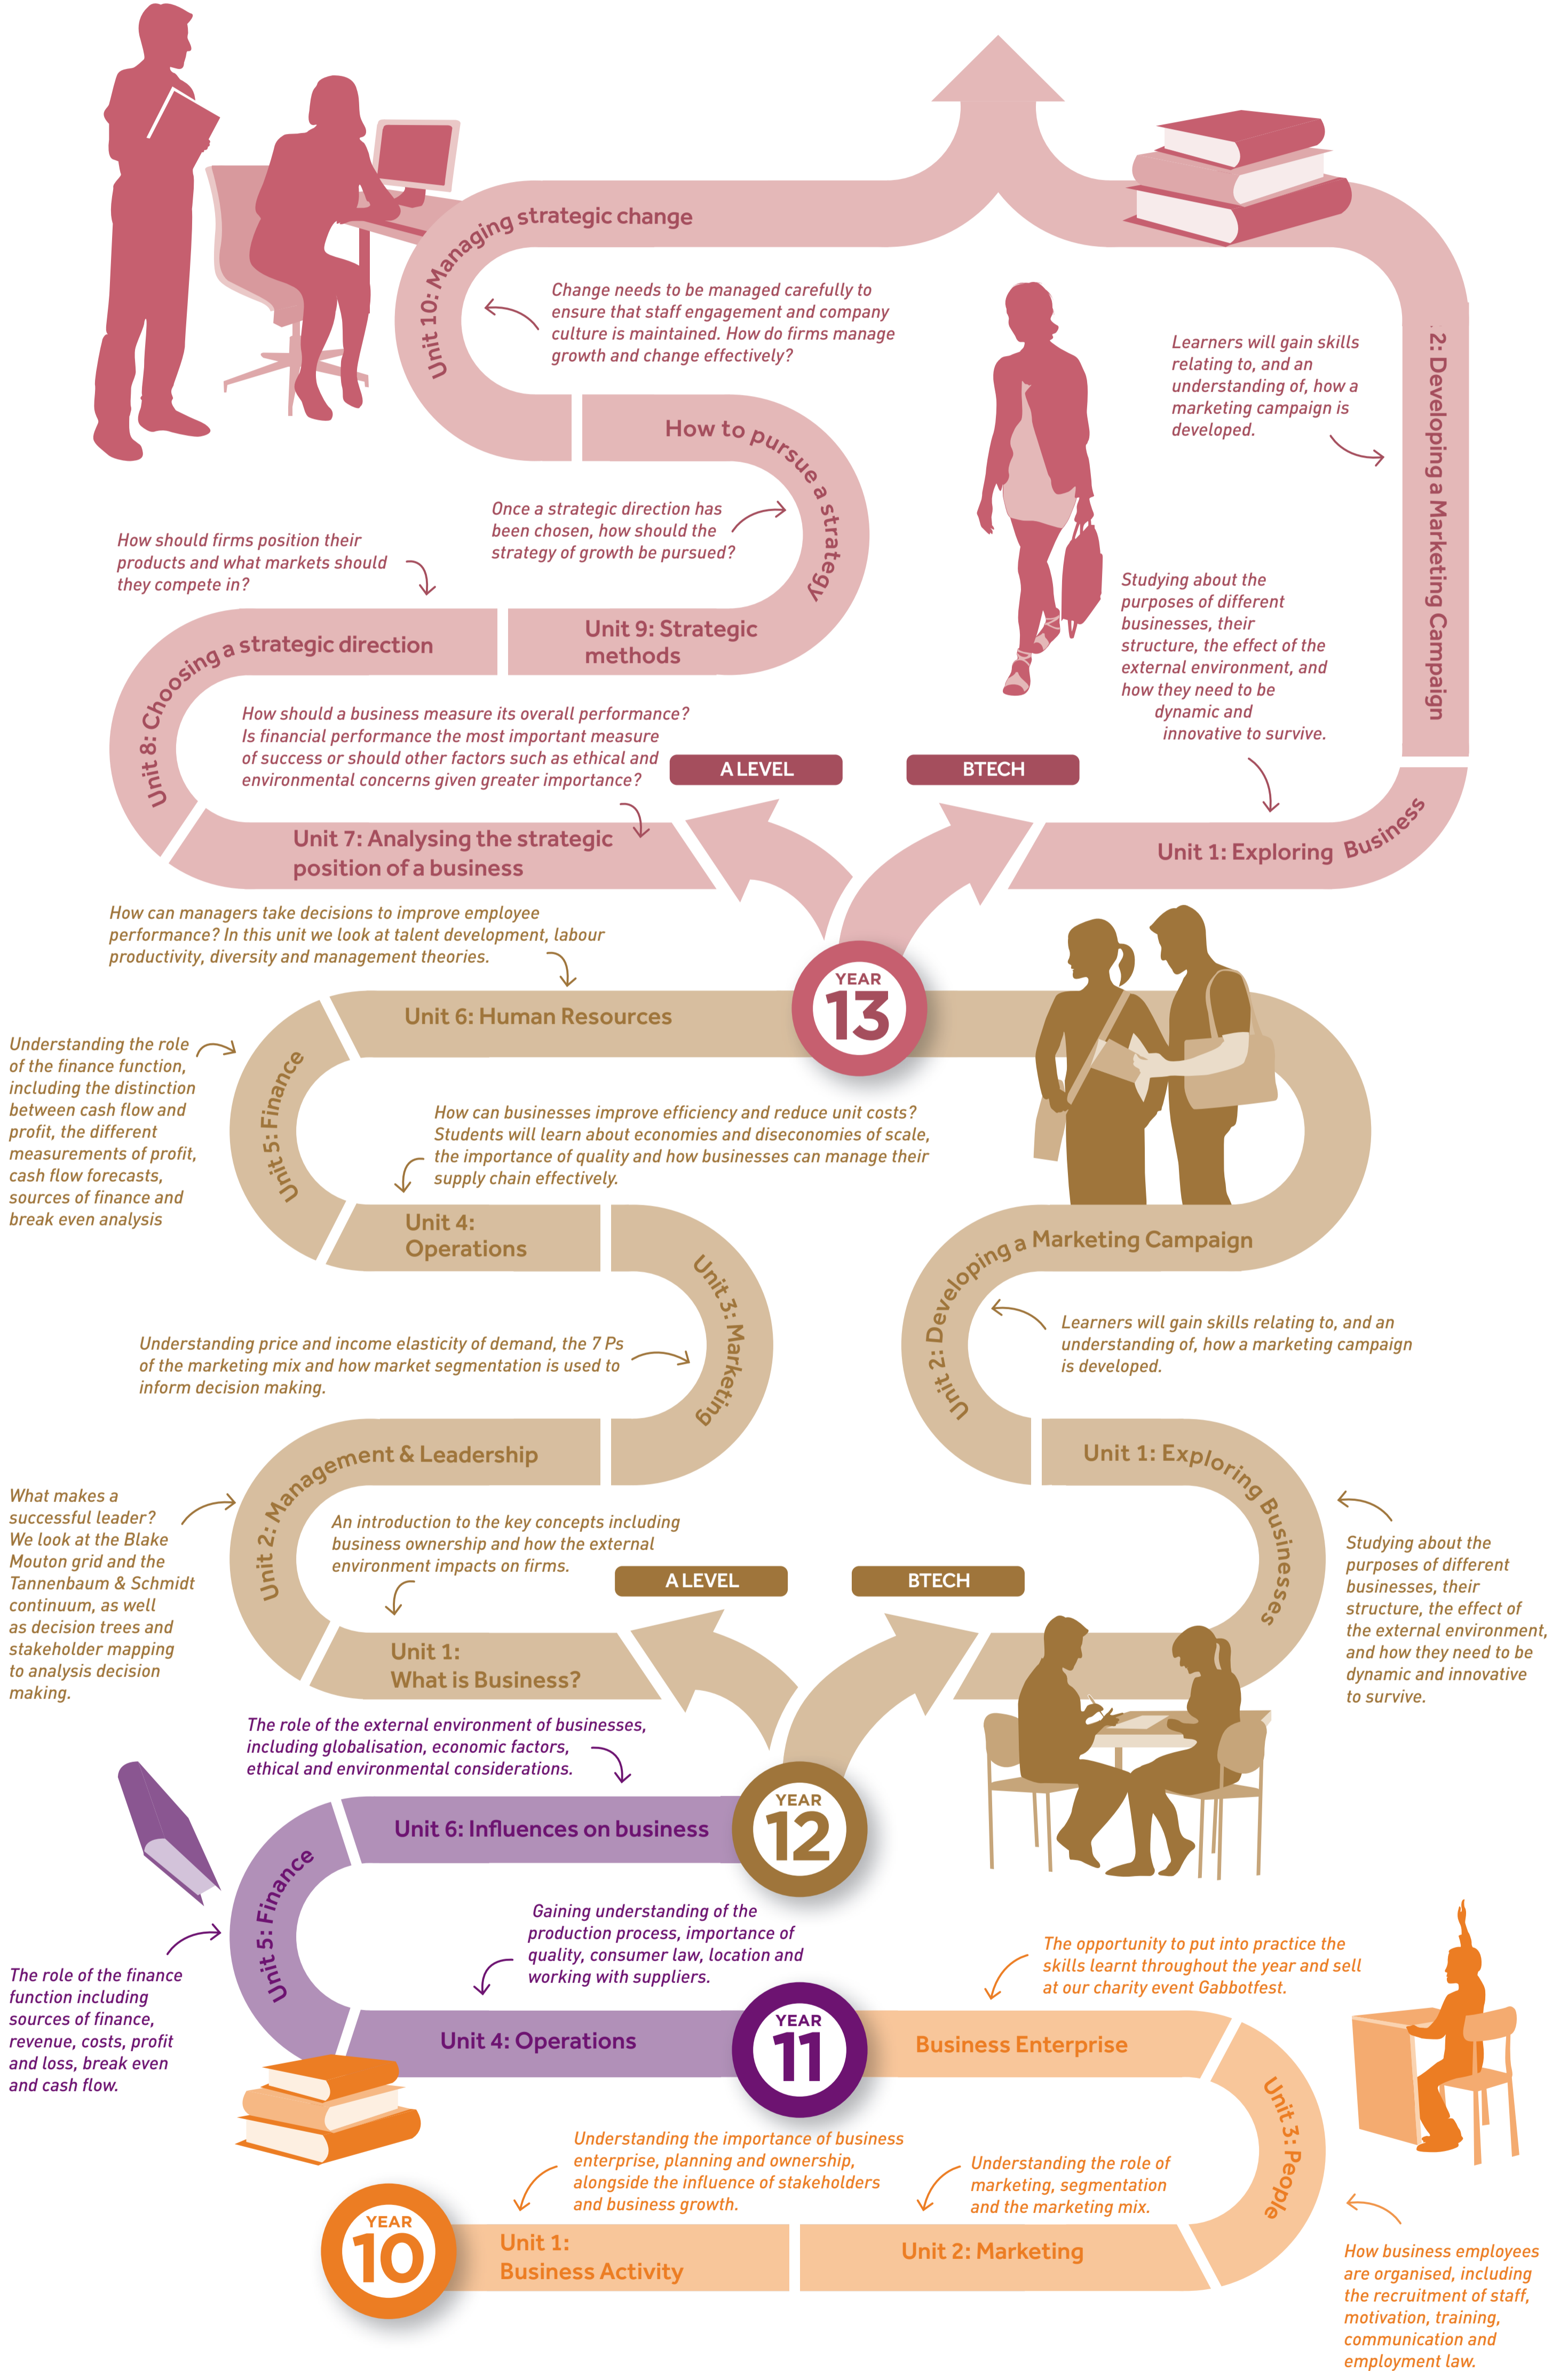 Unit 10: Managing strategic change
Change needs to be managed carefully to
ensure that staff engagement and company
culture is maintained. How do firms manage
growth and change effectively?
Learners will gain skills
relating to, and an
understanding of, how a
marketing campaign is
developed.
. 2: Developing a Marketing Campaign
How to pursue a strategy
Once a strategic direction has
been chosen, how should the
strategy of growth be pursued?
How should firms position their
products and what markets should
they compete in?
Studying about the
purposes of different
businesses, their
structure, the effect of the
external environment, and
how they need to be
dynamic and
innovative to survive.
Unit 8: Choosing a strategic direction
Unit 9: Strategic
methods
How should a business measure its overall performance?
Is financial performance the most important measure
of success or should other factors such as ethical and
environmental concerns given greater importance?
A LEVEL
BTECH
Unit 7: Analysing the strategic
position of a business
Unit 1: Exploring Business
How can managers take decisions to improve employee
performance? In this unit we look at talent development, labour
productivity, diversity and management theories.
YEAR
13
Unit 6: Human Resources
Understanding the role
of the finance function,
including the distinction
between cash flow and
profit, the different
measurements of profit,
cash flow forecasts,
sources of finance and
break even analysis
Unit 5: Finance
How can businesses improve efficiency and reduce unit costs?
Students will learn about economies and diseconomies of scale,
the importance of quality and how businesses can manage their
supply chain effectively.
Unit 4:
Operations
Unit 3: Marketing
Unit 2: Developing a Marketing Campaign
Understanding price and income elasticity of demand, the 7 Ps
of the marketing mix and how market segmentation is used to
inform decision making.
Learners will gain skills relating to, and an
understanding of, how a marketing campaign
is developed.
Unit 2: Management & Leadership
Unit 1: Exploring Businesses
What makes a
successful leader?
We look at the Blake
Mouton grid and the
Tannenbaum & Schmidt
continuum, as well
as decision trees and
stakeholder mapping
to analysis decision
making.
An introduction to the key concepts including
business ownership and how the external
environment impacts on firms.
Studying about the
purposes of different
businesses, their
structure, the effect of
the external environment,
and how they need to be
dynamic and innovative
to survive.
A LEVEL
BTECH
Unit 1:
What is Business?
The role of the external environment of businesses,
including globalisation, economic factors,
ethical and environmental considerations.
YEAR
12
Unit 6: Influences on business
Unit 5: Finance
Gaining understanding of the
production process, importance of
quality, consumer law, location and
working with suppliers.
The role of the finance
function including
sources of finance,
revenue, costs, profit
and loss, break even
and cash flow.
The opportunity to put into practice the
skills learnt throughout the year and sell
at our charity event Gabbotfest.
Unit 4: Operations
YEAR
11
Business Enterprise
Unit 3: People
Understanding the importance of business
enterprise, planning and ownership,
alongside the influence of stakeholders
and business growth.
Understanding the role of
marketing, segmentation
and the marketing mix.
YEAR
10
Unit 1:
Business Activity
Unit 2: Marketing
How business employees
are organised, including
the recruitment of staff,
motivation, training,
communication and
employment law.